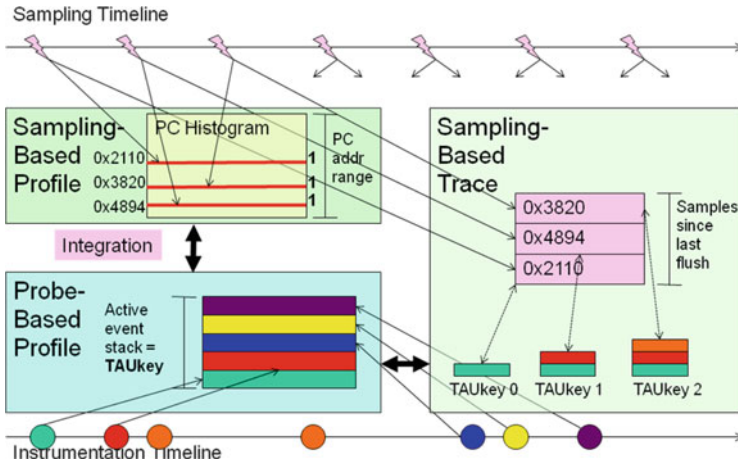 Sampling Timeline
Sampling-
Based
Profile
PC Histogram
0x2110
0x3820
0x4894
1
1
1
PC
addr
range
Sampling-
Based
Trace
0x3820
0x4894
0x2110
Samples
since
last
flush
Integration
Probe-
Based
Profile
Active
event
stack =
TAUkey
TAUkey 0
TAUkey 1
TAUkey 2
Instrumentation Timeline